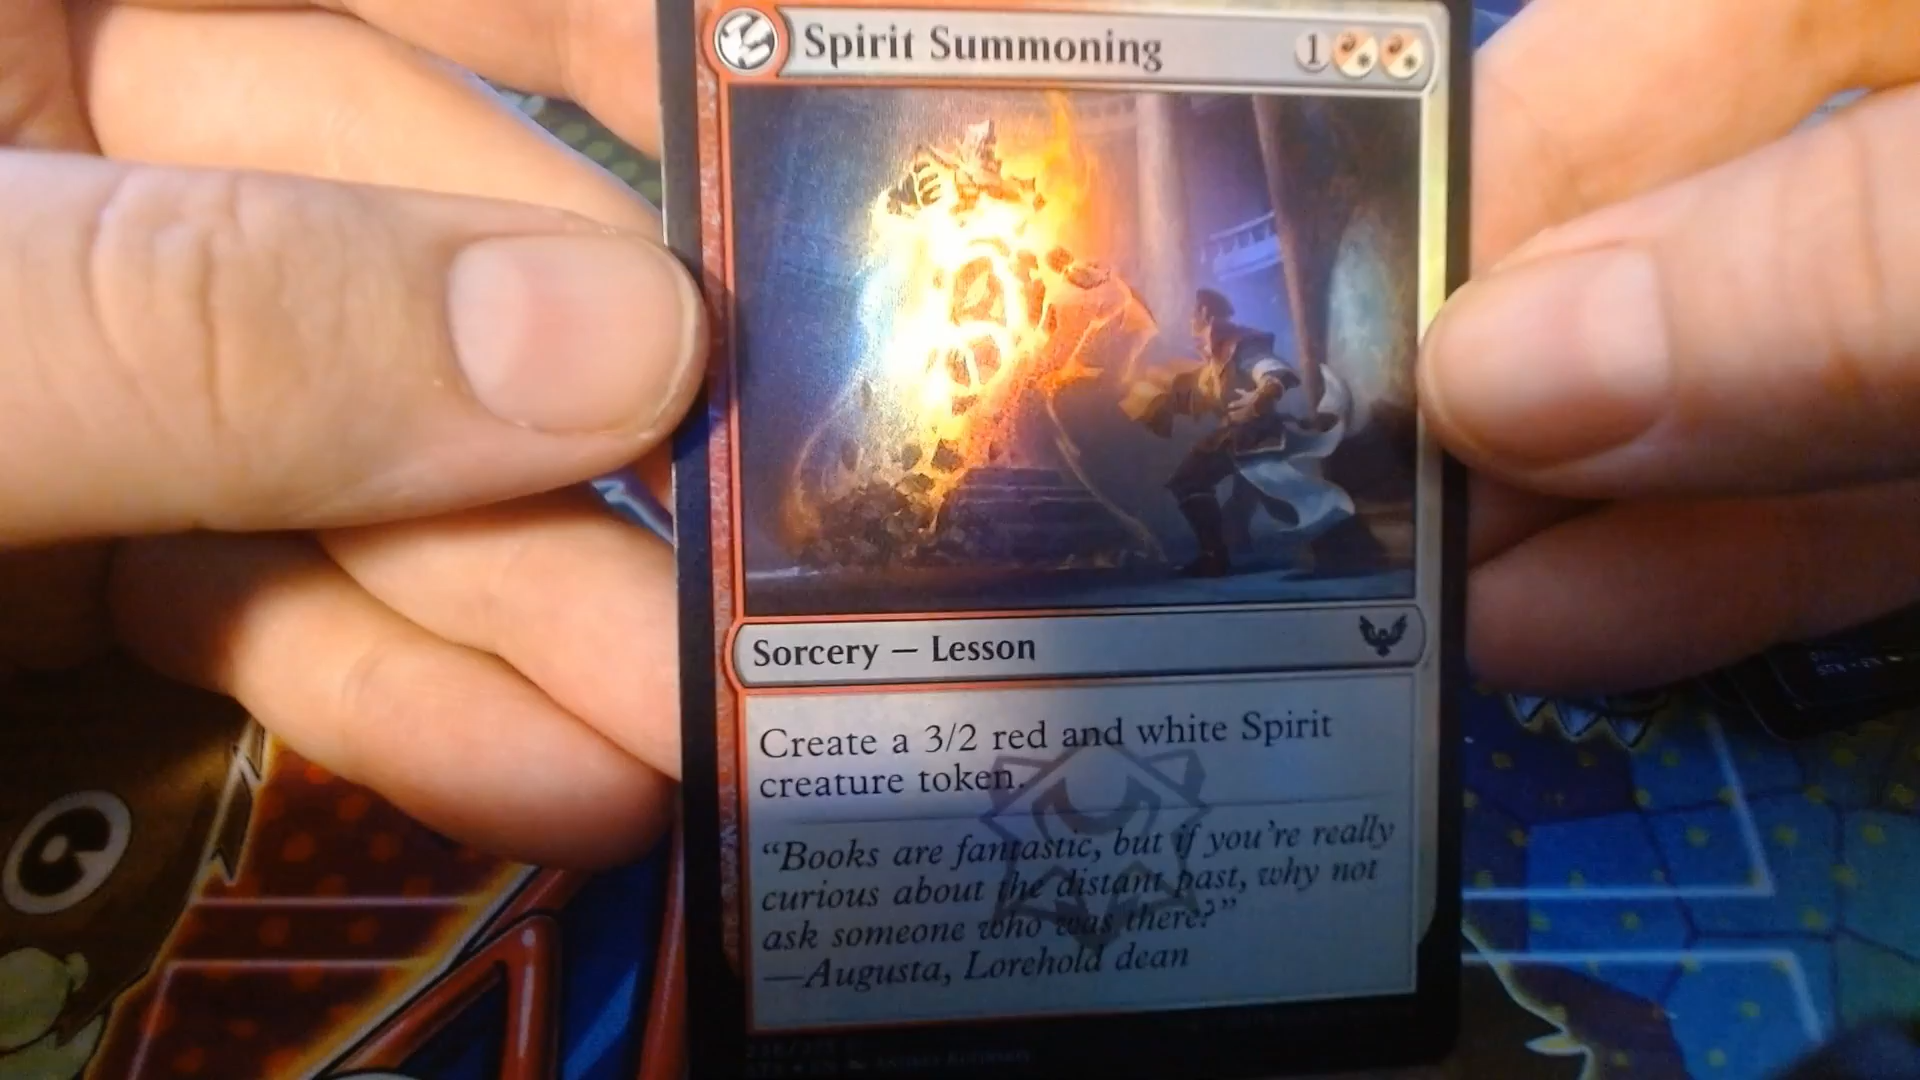 Spirit Summoning 1
Sorcery — Lesson
Create a 3/2 red and white Spirit
creature token.
“Books are fantastic, but if you’re really
curious about the distant past, why not
ask someone who was there?”
—Augusta, Lorehold dean